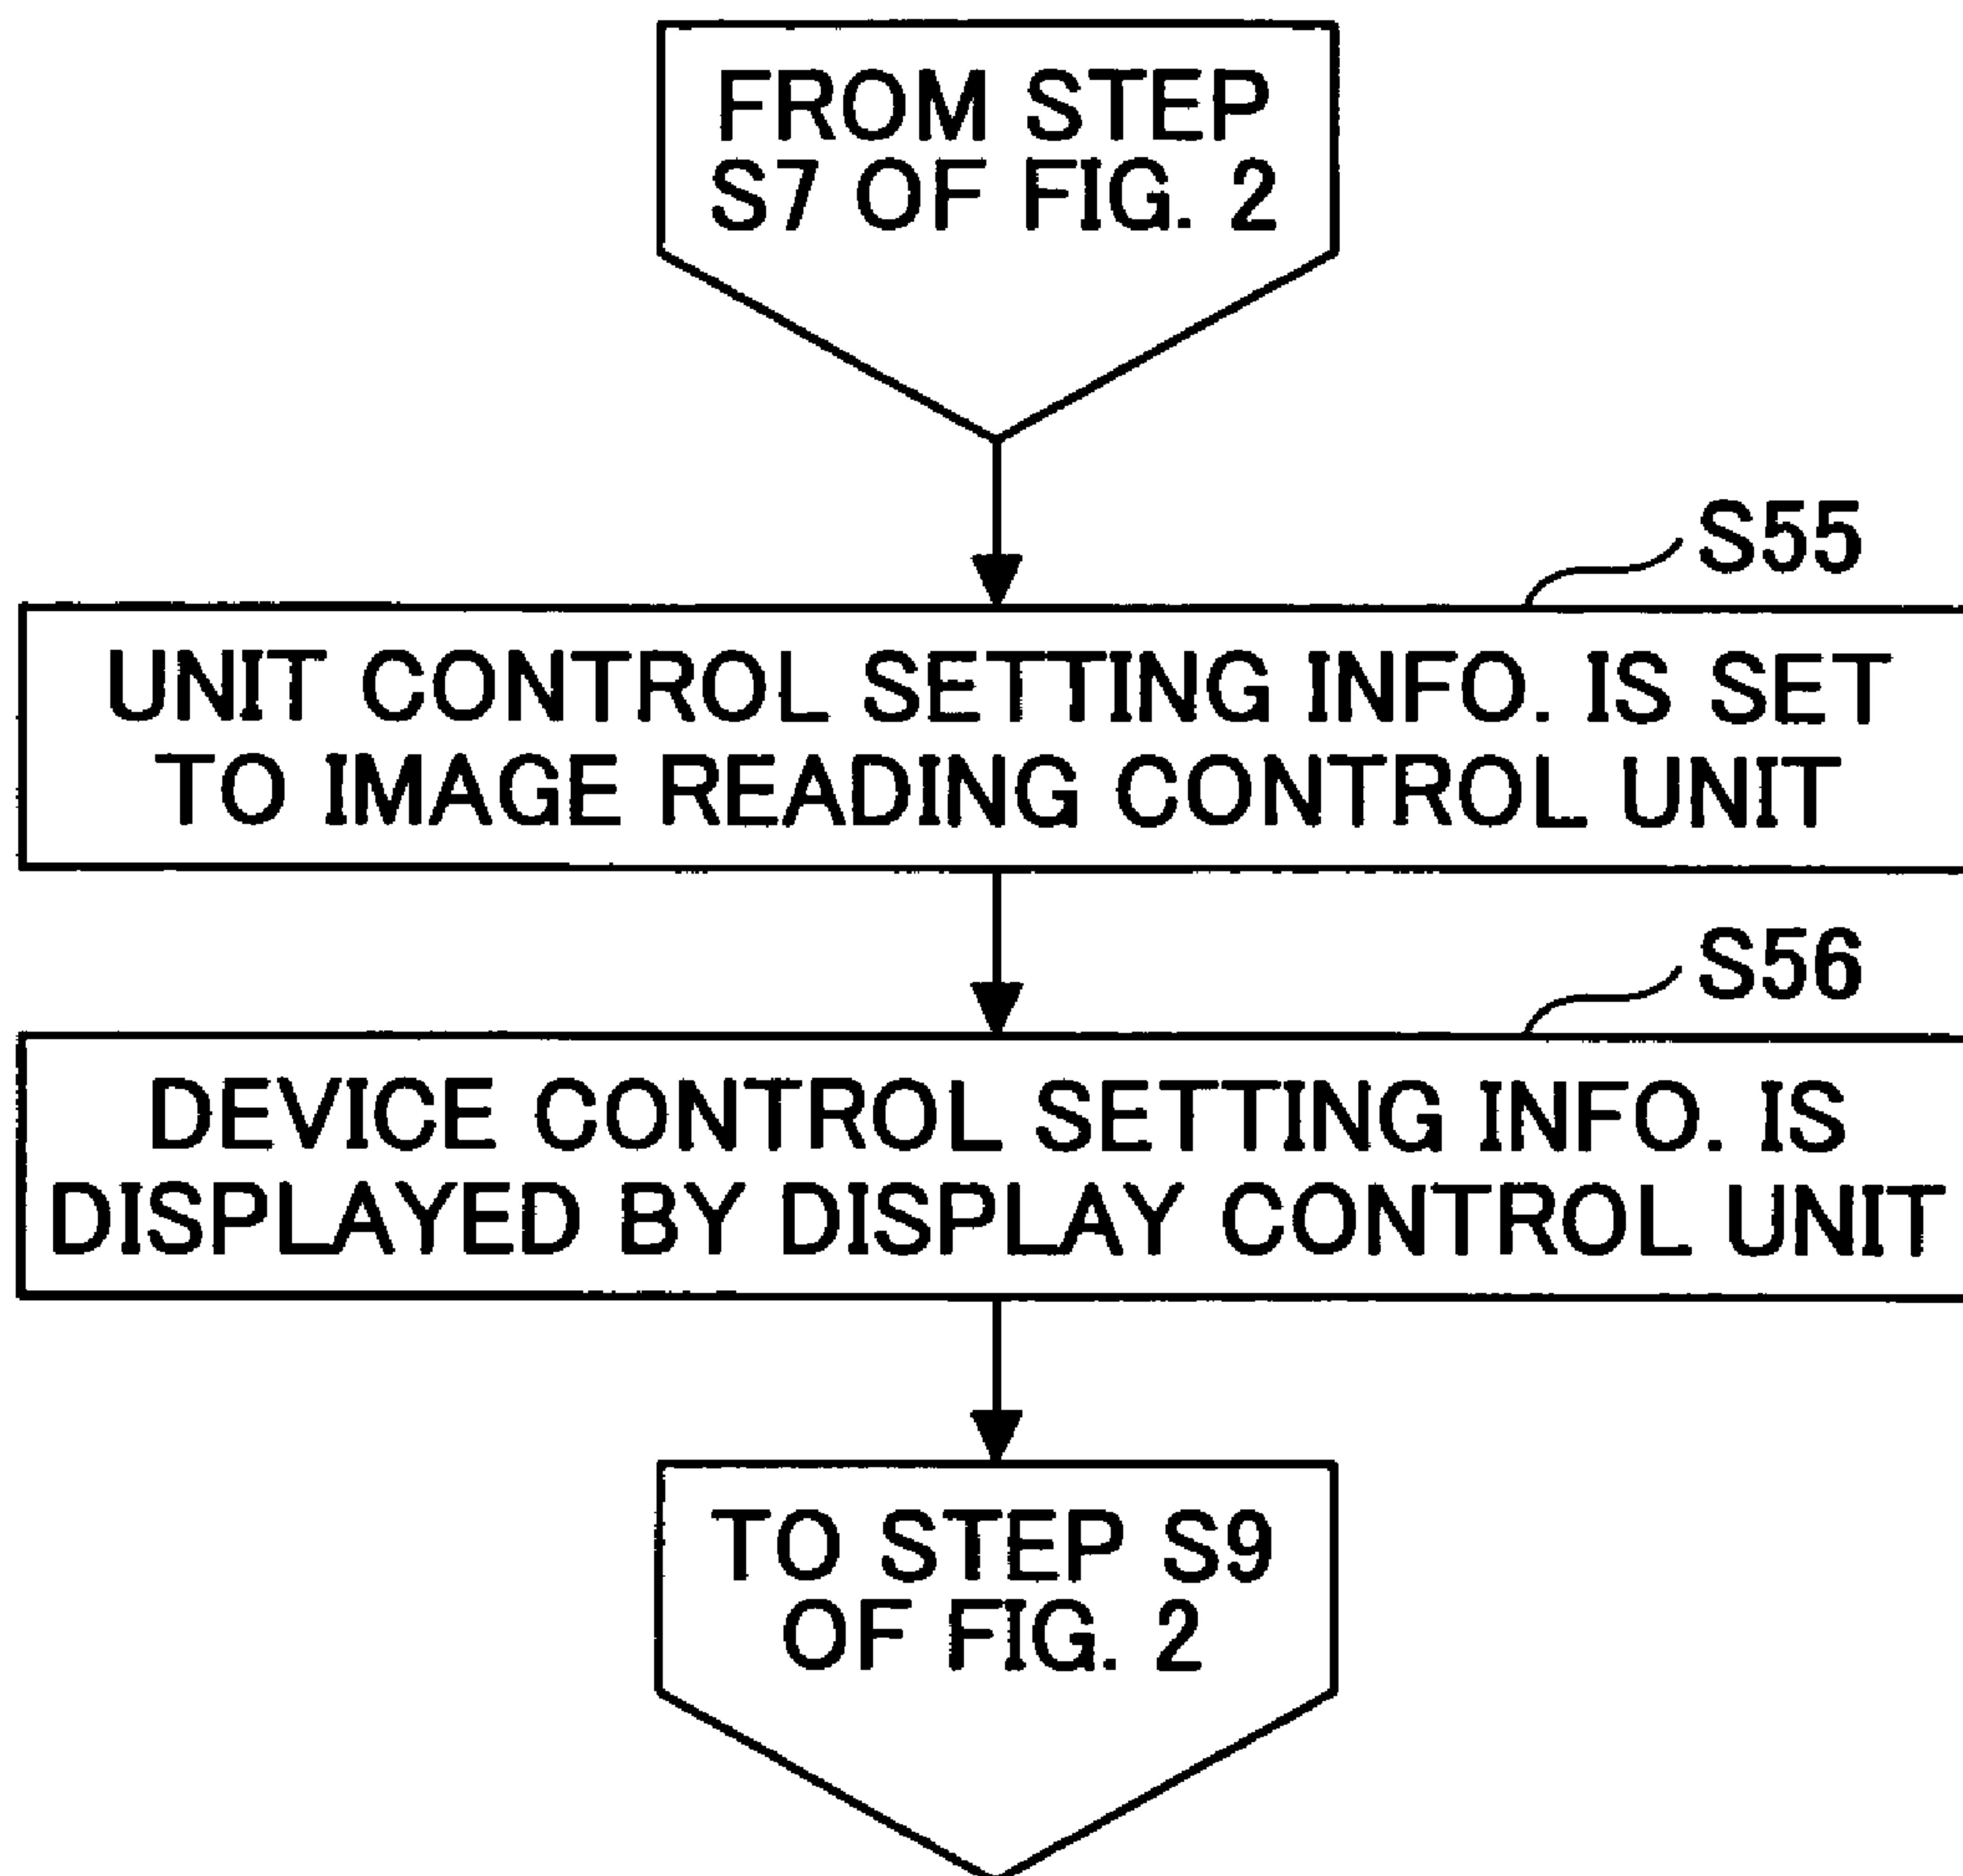 FROM STEP
S7 OF FIG. 2
S55
UNIT CONTROL SETTING INFO. IS SET
TO IMAGE READING CONTROL UNIT
S56
DEVICE CONTROL SETTING INFO. IS
DISPLAYED BY DISPLAY CONTROL UNIT
TO STEP S9
OF FIG. 2